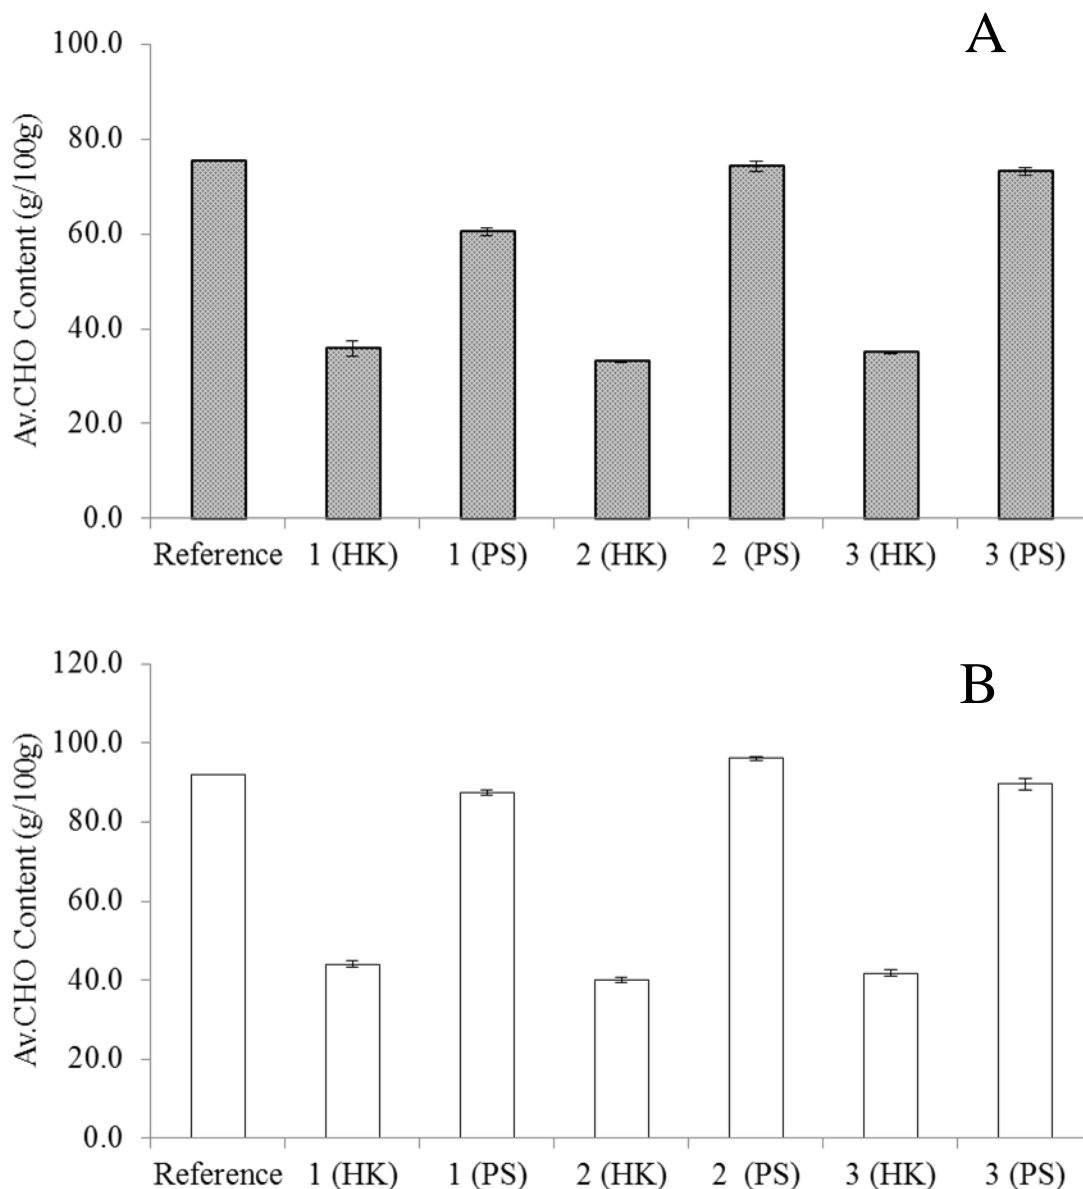 A
Av.CHO Content (g/100g)
100.0
80.0
60.0
40.0
20.0
0.0
Reference 1 (HK) 1 (PS) 2 (HK) 2 (PS) 3 (HK) 3 (PS)
B
Av.CHO Content (g/100g)
120.0
100.0
80.0
60.0
40.0
20.0
0.0
Reference 1 (HK) 1 (PS) 2 (HK) 2 (PS) 3 (HK) 3 (PS)